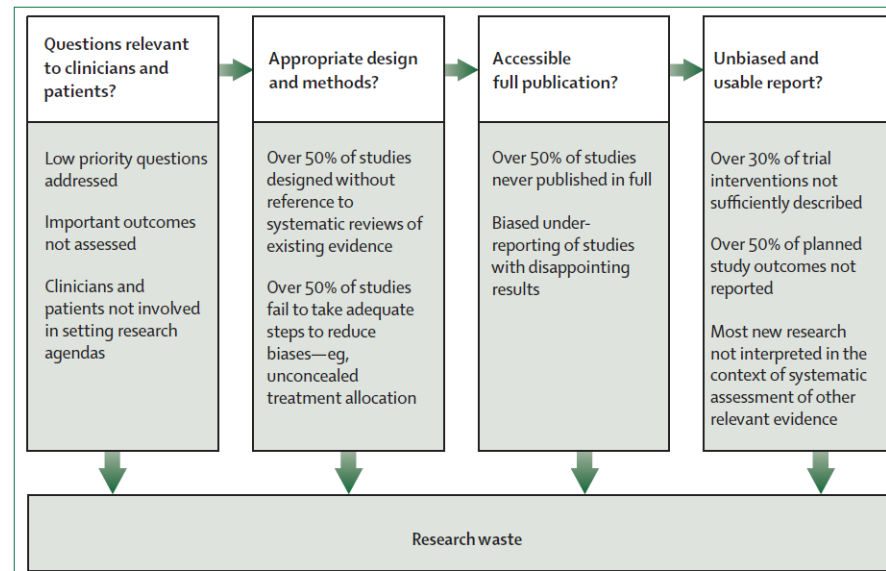 Questions relevant
to clinicians and
patients?
Low priority questions
addressed
Important outcomes
not assessed
Clinicians and
patients not involved
in setting research
agendas
Appropriate design
and methods?
Over 50% of studies
designed without
reference to
systematic reviews of
existing evidence
Over 50% of studies
fail to take adequate
steps to reduce
biases—eg,
unconcealed
treatment allocation
Accessible
full publication?
Over 50% of studies
never published in full
Biased under-
reporting of studies
with disappointing
results
Unbiased and
usable report?
Over 30% of trial
interventions not
sufficiently described
Over 50% of planned
study outcomes not
reported
Most new research
not interpreted in the
context of systematic
assessment of other
relevant evidence
Research waste